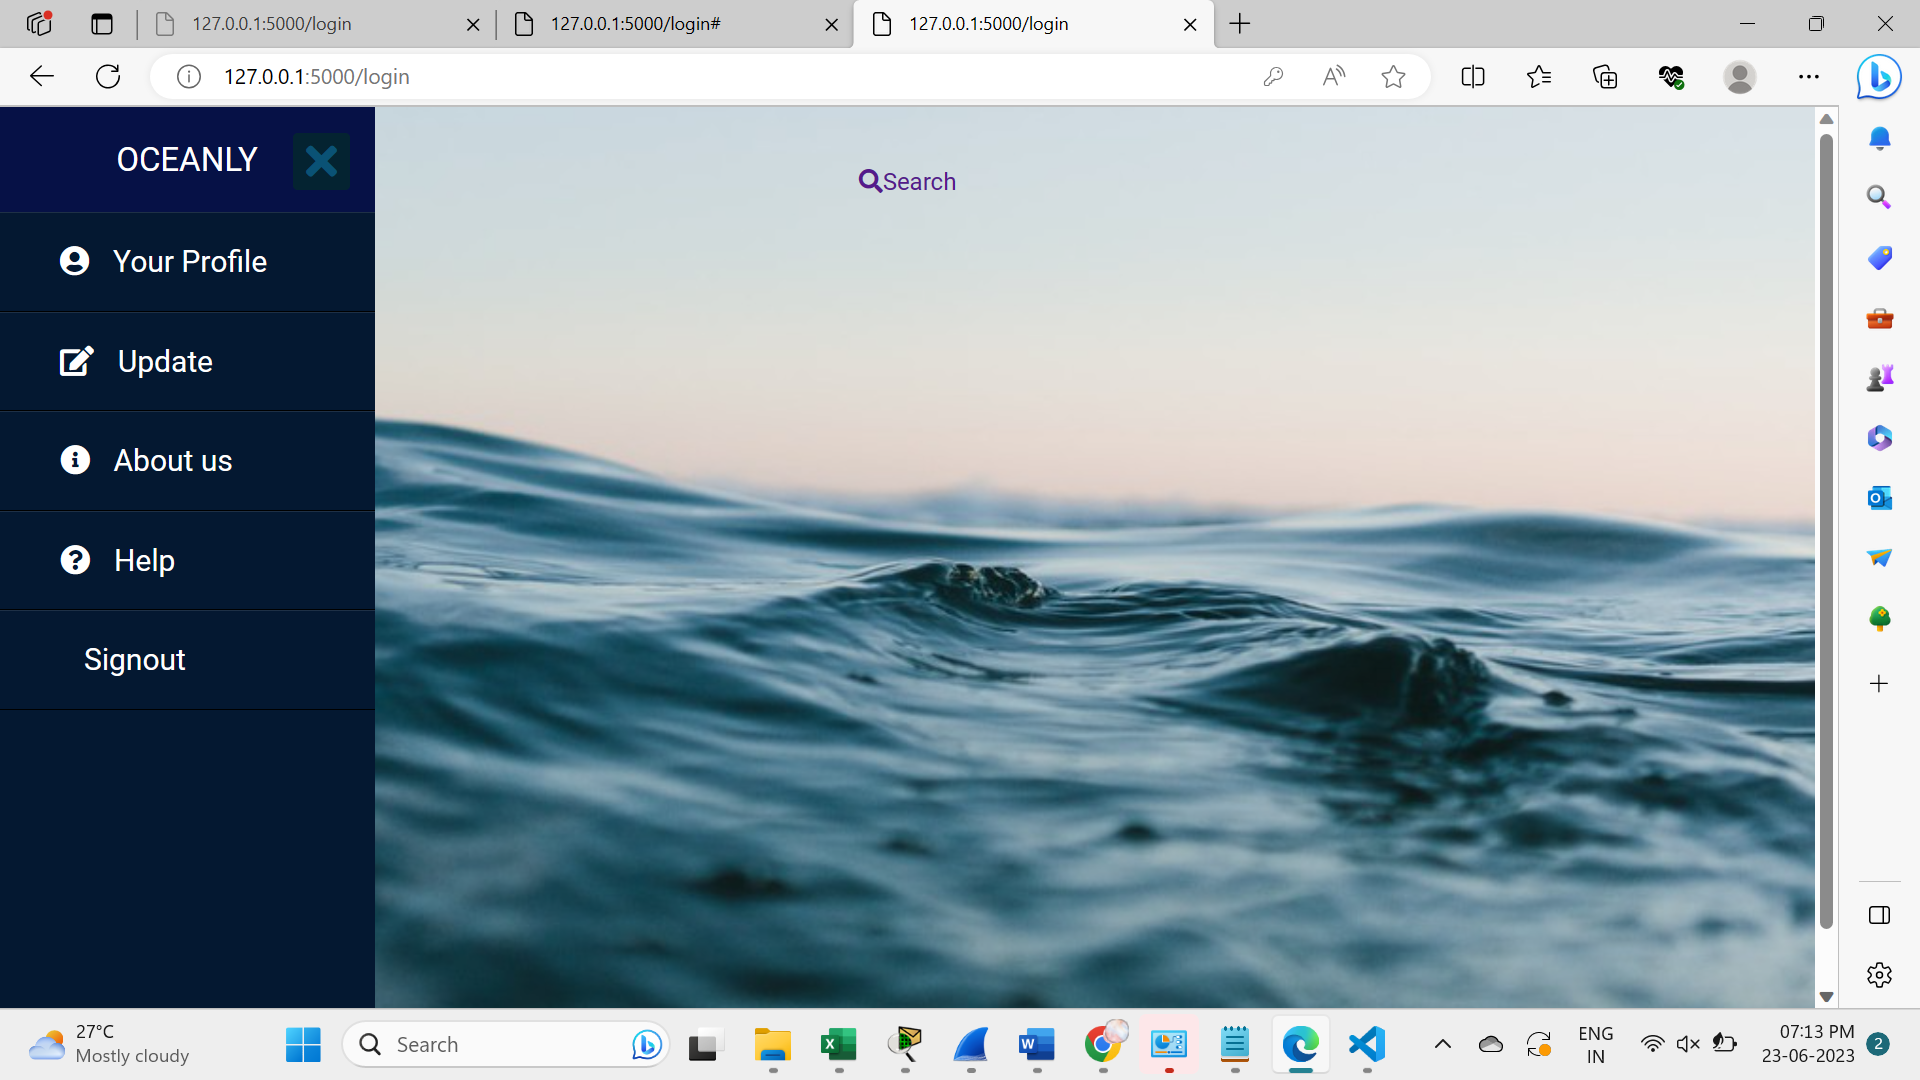 127.0.0.1:5000/login
127.0.0.1:5000/login#
127.0.0.1:5000/login
127.0.0.1:5000/login
OCEANLY
Search
Your Profile
Update
About us
Help
Signout
27°C
Mostly cloudy
Search
ENG
IN
07:13 PM
23-06-2023
2